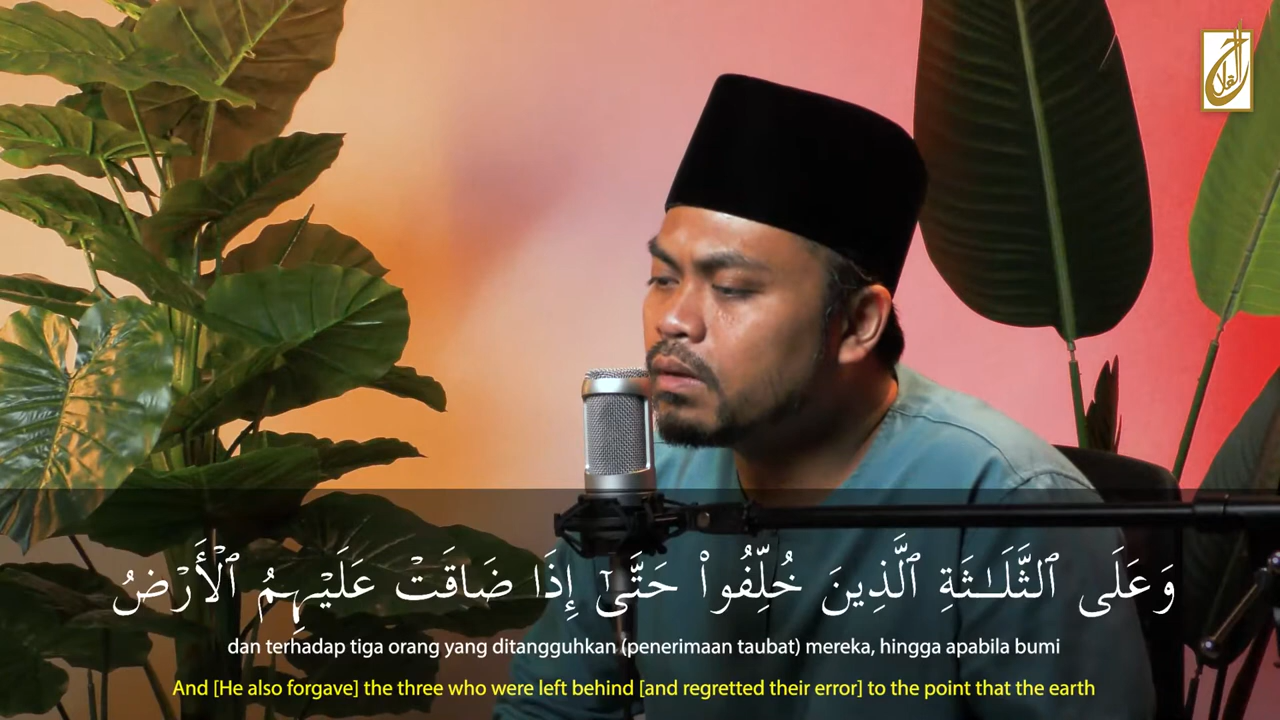 وَعَلَى ٱلثَّلَـٰثَةِ ٱلَّذِينَ خُلِّفُوا۟ حَتَّىٰٓ إِذَا ضَاقَتْ عَلَيْهِمُ ٱلْأَرْضُ
dan terhadap tiga orang yang ditangguhkan (penerimaan taubat) mereka, hingga apabila bumi
And [He also forgave] the three who were left behind [and regretted their error] to the point that the earth